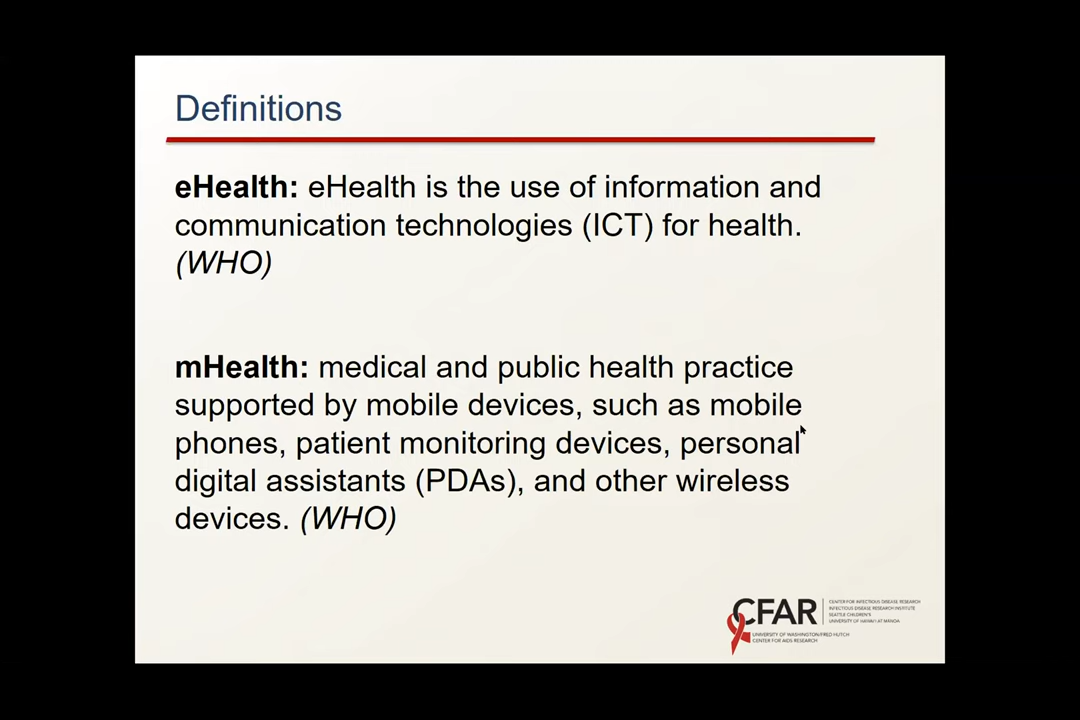 Definitions
eHealth: eHealth is the use of information and
communication technologies (ICT) for health.
(WHO)
mHealth: medical and public health practice
supported by mobile devices, such as mobile
phones, patient monitoring devices, personal
digital assistants (PDAs), and other wireless
devices. (WHO)
CFAR
CENTER FOR INFECTIOUS DISEASE RESEARCH
INFECTIOUS DISEASE RESEARCH INSTITUTE
SEATTLE CHILDREN'S
UNIVERSITY OF HAWAI'I AT MANOA
UNIVERSITY OF WASHINGTON/FRED HUTCH
CENTER FOR AIDS RESEARCH